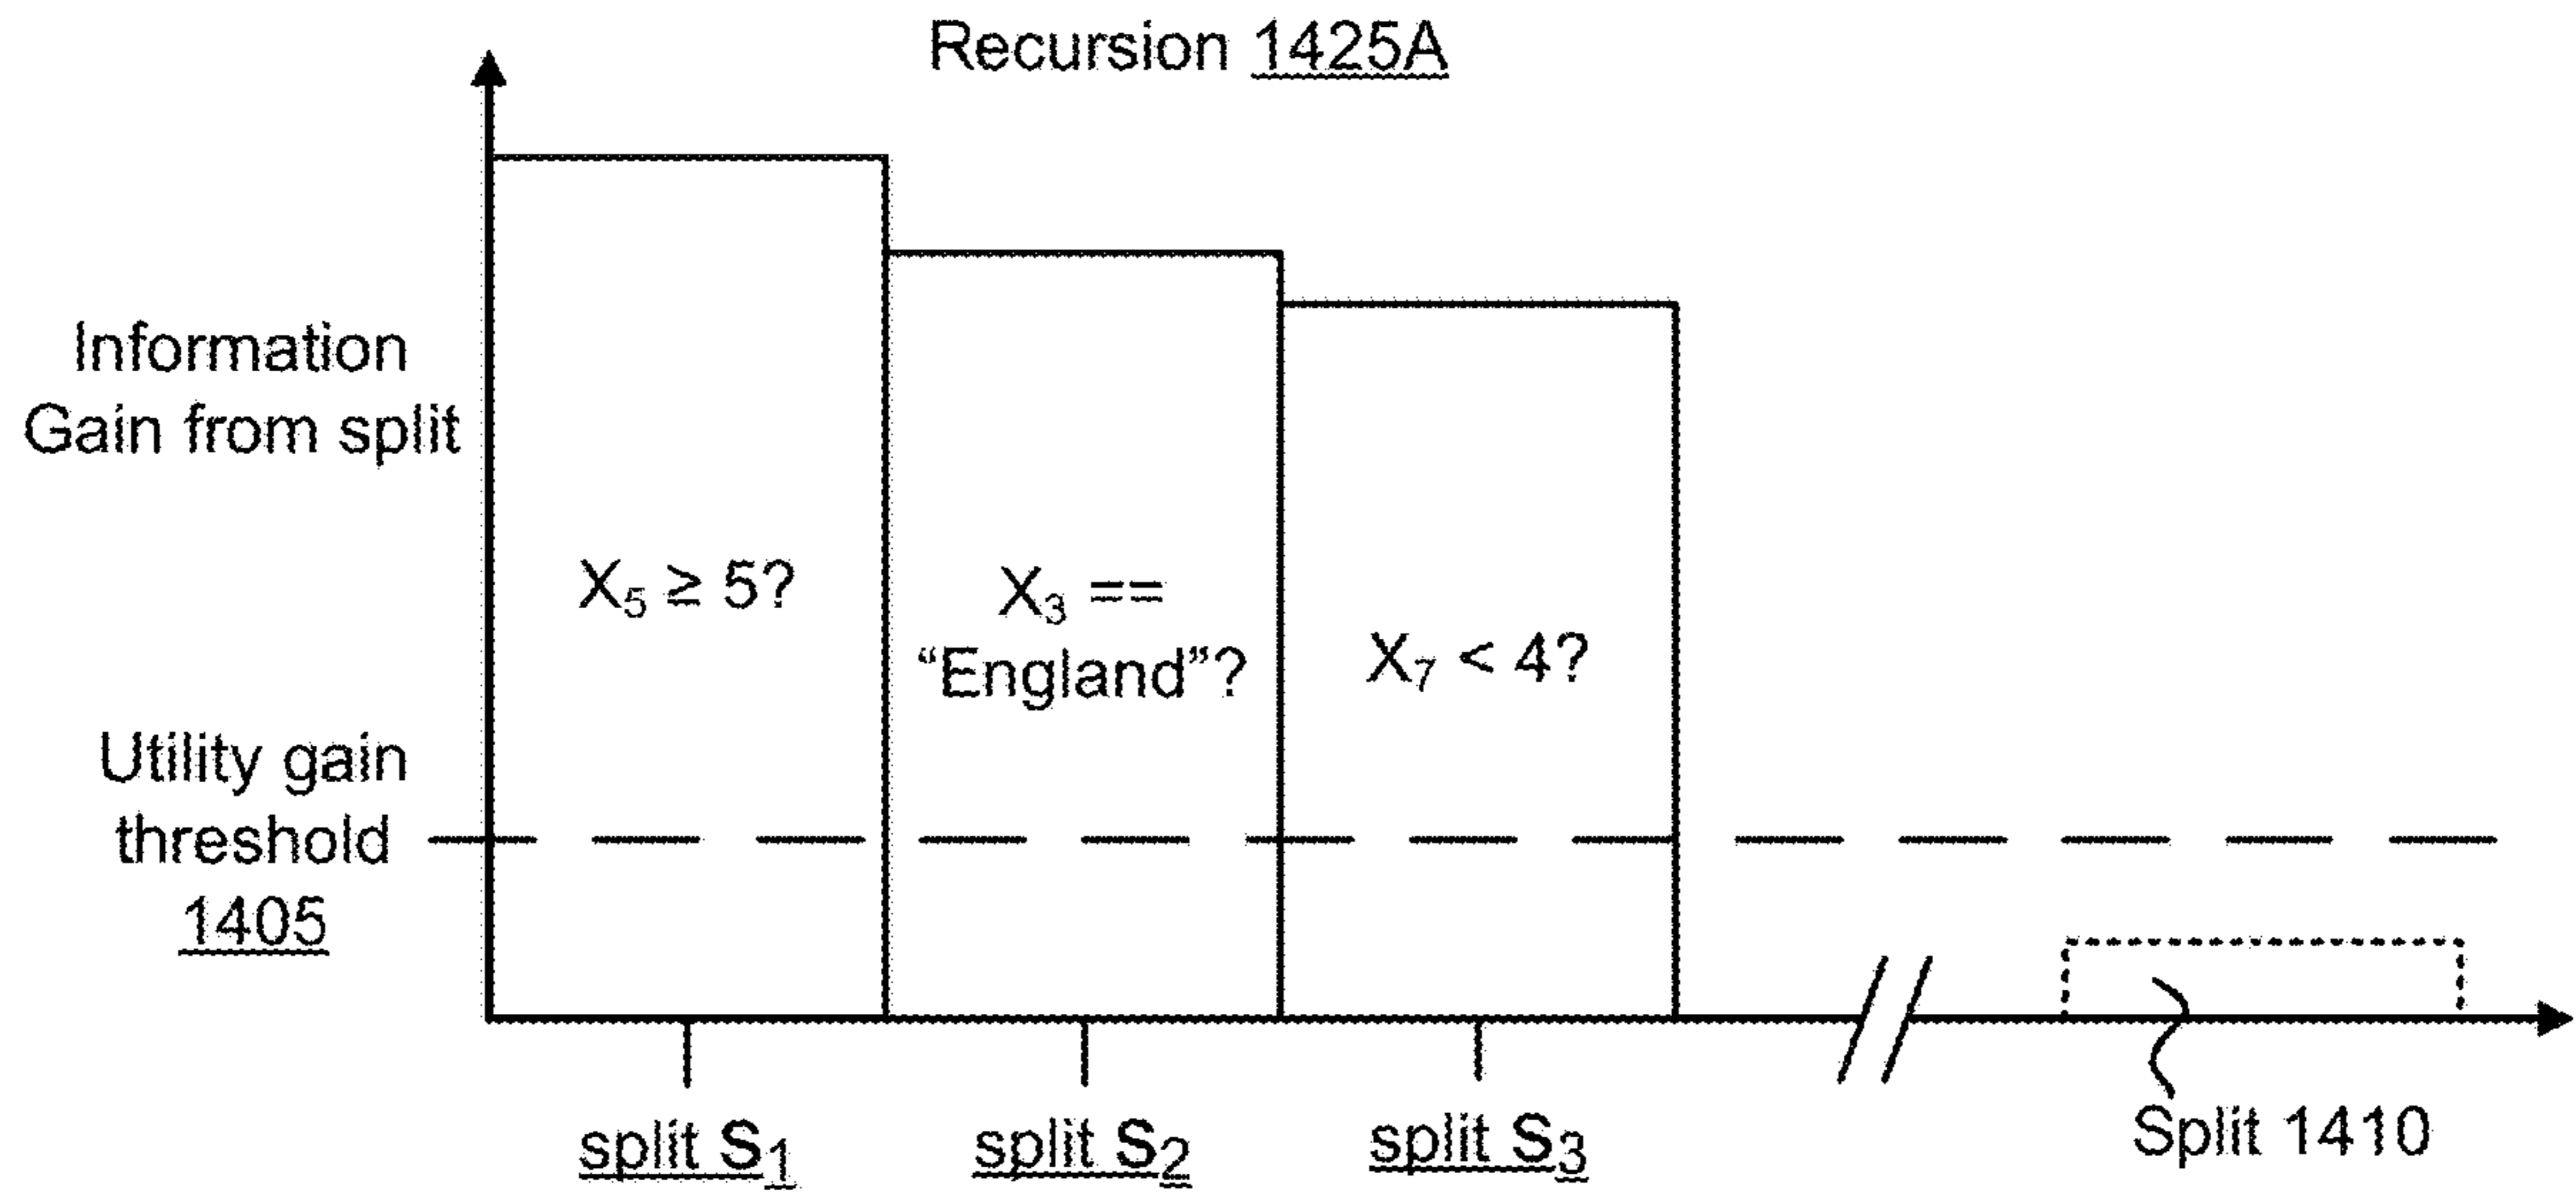 Recursion 1425A
Information
Gain from split
X₅ ≥ 5?
X₃ ==
“England”?
X₇ < 4?
Utility gain
threshold
1405
split S₁
split S₂
split S₃
Split 1410